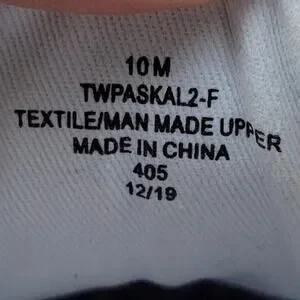 10 M
TWPASKAL2-F
TEXTILE/MAN MADE UPPER
MADE IN CHINA
405
12/19